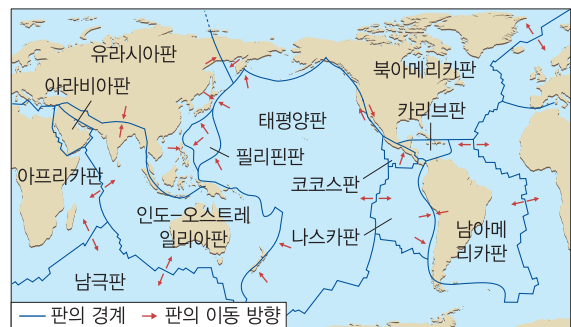 유라시아판
아라비아판
북아메리카판
카리브판
태평양판
필리핀판
코코스판
아프리카판
인도-오스트레
일리아판
나스카판
남아메
리카판
남극판
판의 경계
판의 이동 방향